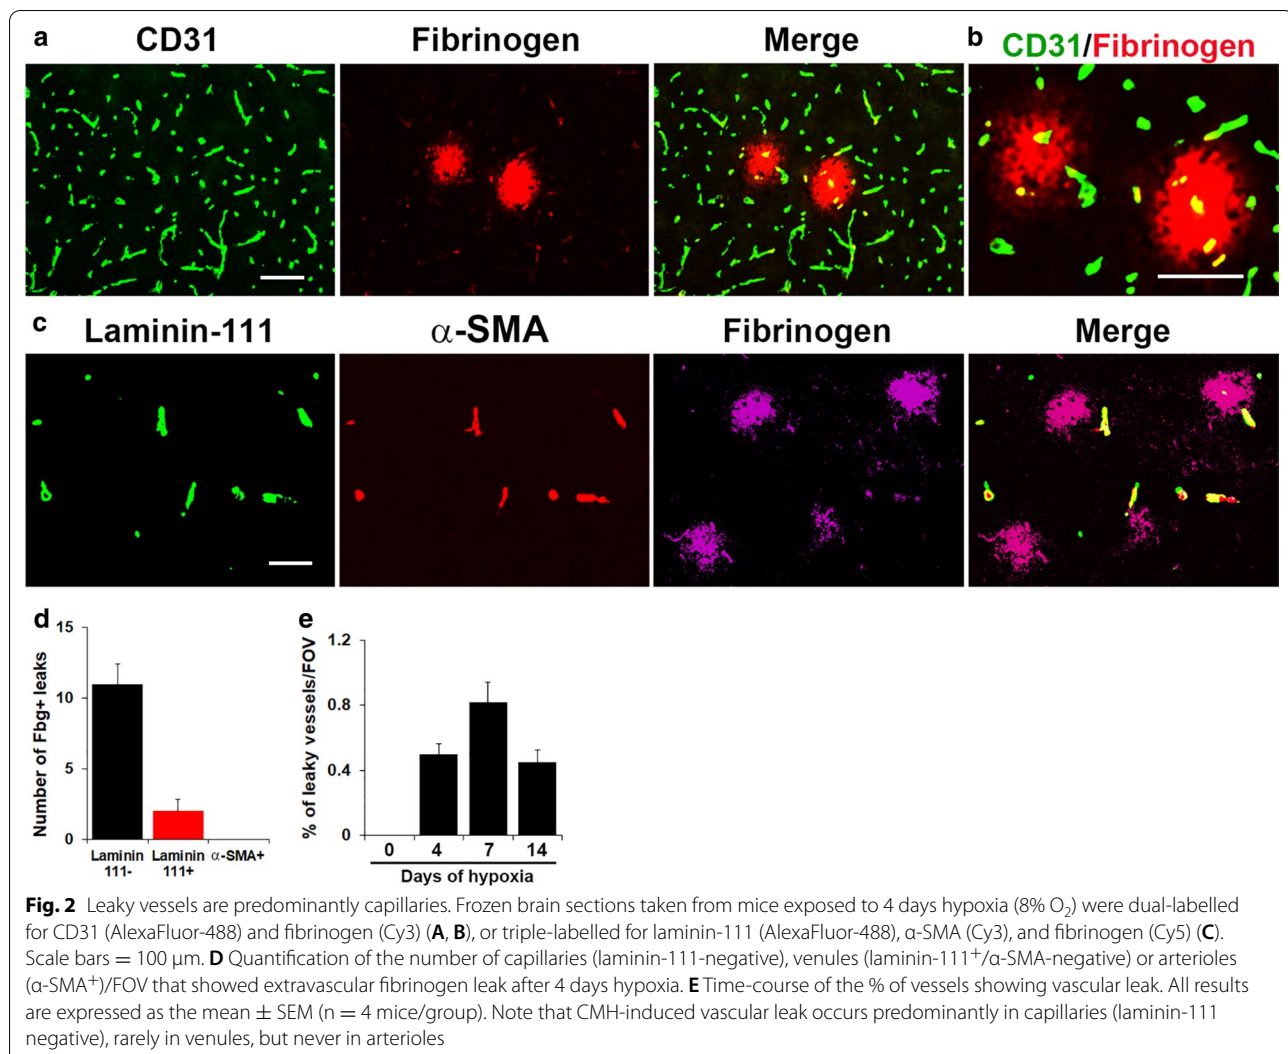 a
CD31
Fibrinogen
Merge
b
CD31/Fibrinogen
c
Laminin-111
α-SMA
Fibrinogen
Merge
d
Number of Fbg+ leaks
15
10
5
0
Laminin 111-
Laminin 111+
α-SMA+
e
% of leaky vessels/FOV
1.2
0.8
0.4
0
0 4 7 14
Days of hypoxia
Fig. 2 Leaky vessels are predominantly capillaries. Frozen brain sections taken from mice exposed to 4 days hypoxia (8% O₂) were dual-labelled
for CD31 (AlexaFluor-488) and fibrinogen (Cy3) (A, B), or triple-labelled for laminin-111 (AlexaFluor-488), α-SMA (Cy3), and fibrinogen (Cy5) (C).
Scale bars = 100 μm. D Quantification of the number of capillaries (laminin-111-negative), venules (laminin-111⁺/α-SMA-negative) or arterioles
(α-SMA⁺)/FOV that showed extravascular fibrinogen leak after 4 days hypoxia. E Time-course of the % of vessels showing vascular leak. All results
are expressed as the mean ± SEM (n = 4 mice/group). Note that CMH-induced vascular leak occurs predominantly in capillaries (laminin-111
negative), rarely in venules, but never in arterioles